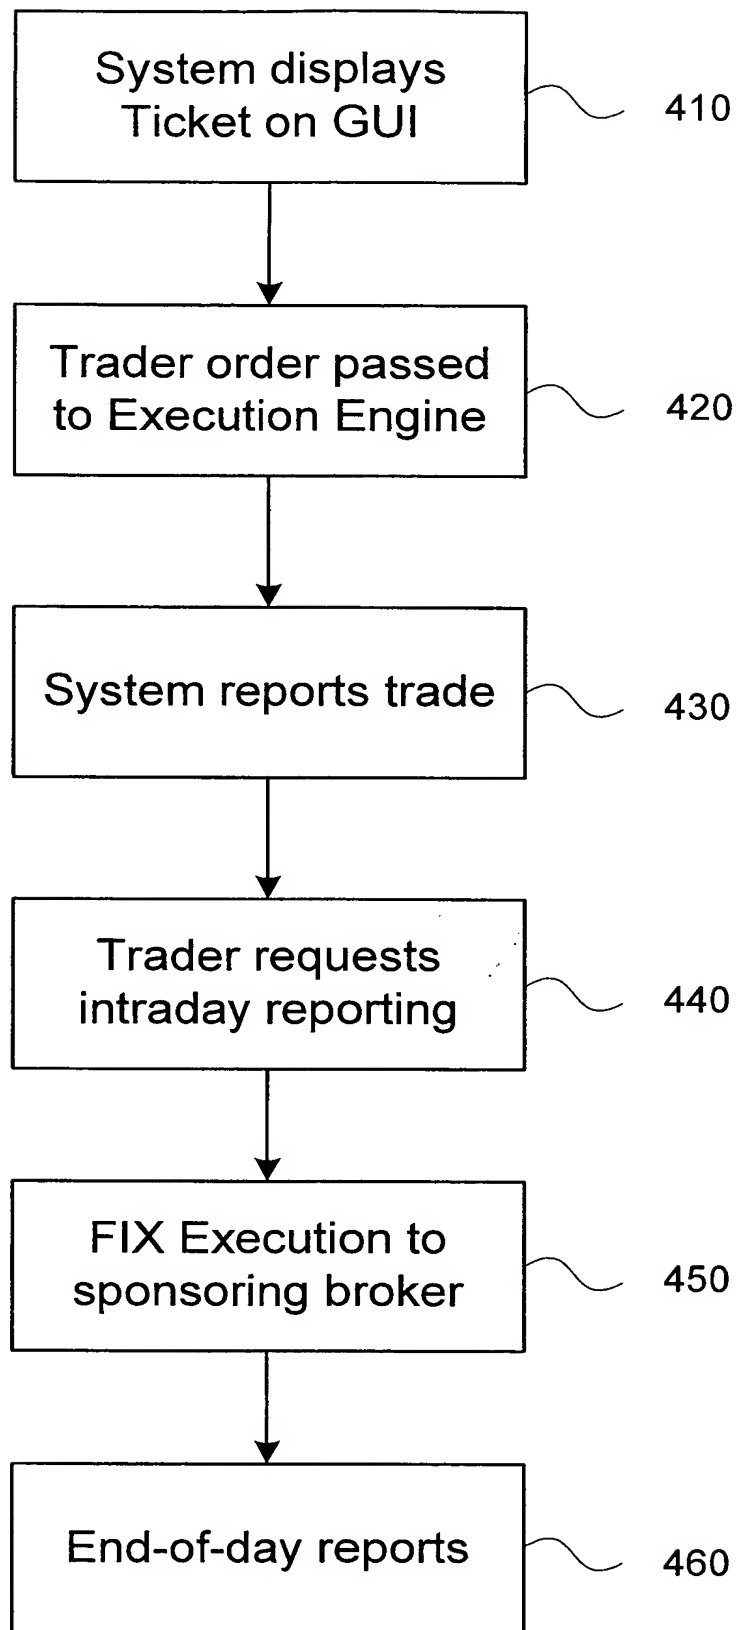 System displays
Ticket on GUI
410
Trader order passed
to Execution Engine
420
System reports trade
430
Trader requests
intraday reporting
440
FIX Execution to
sponsoring broker
450
End-of-day reports
460